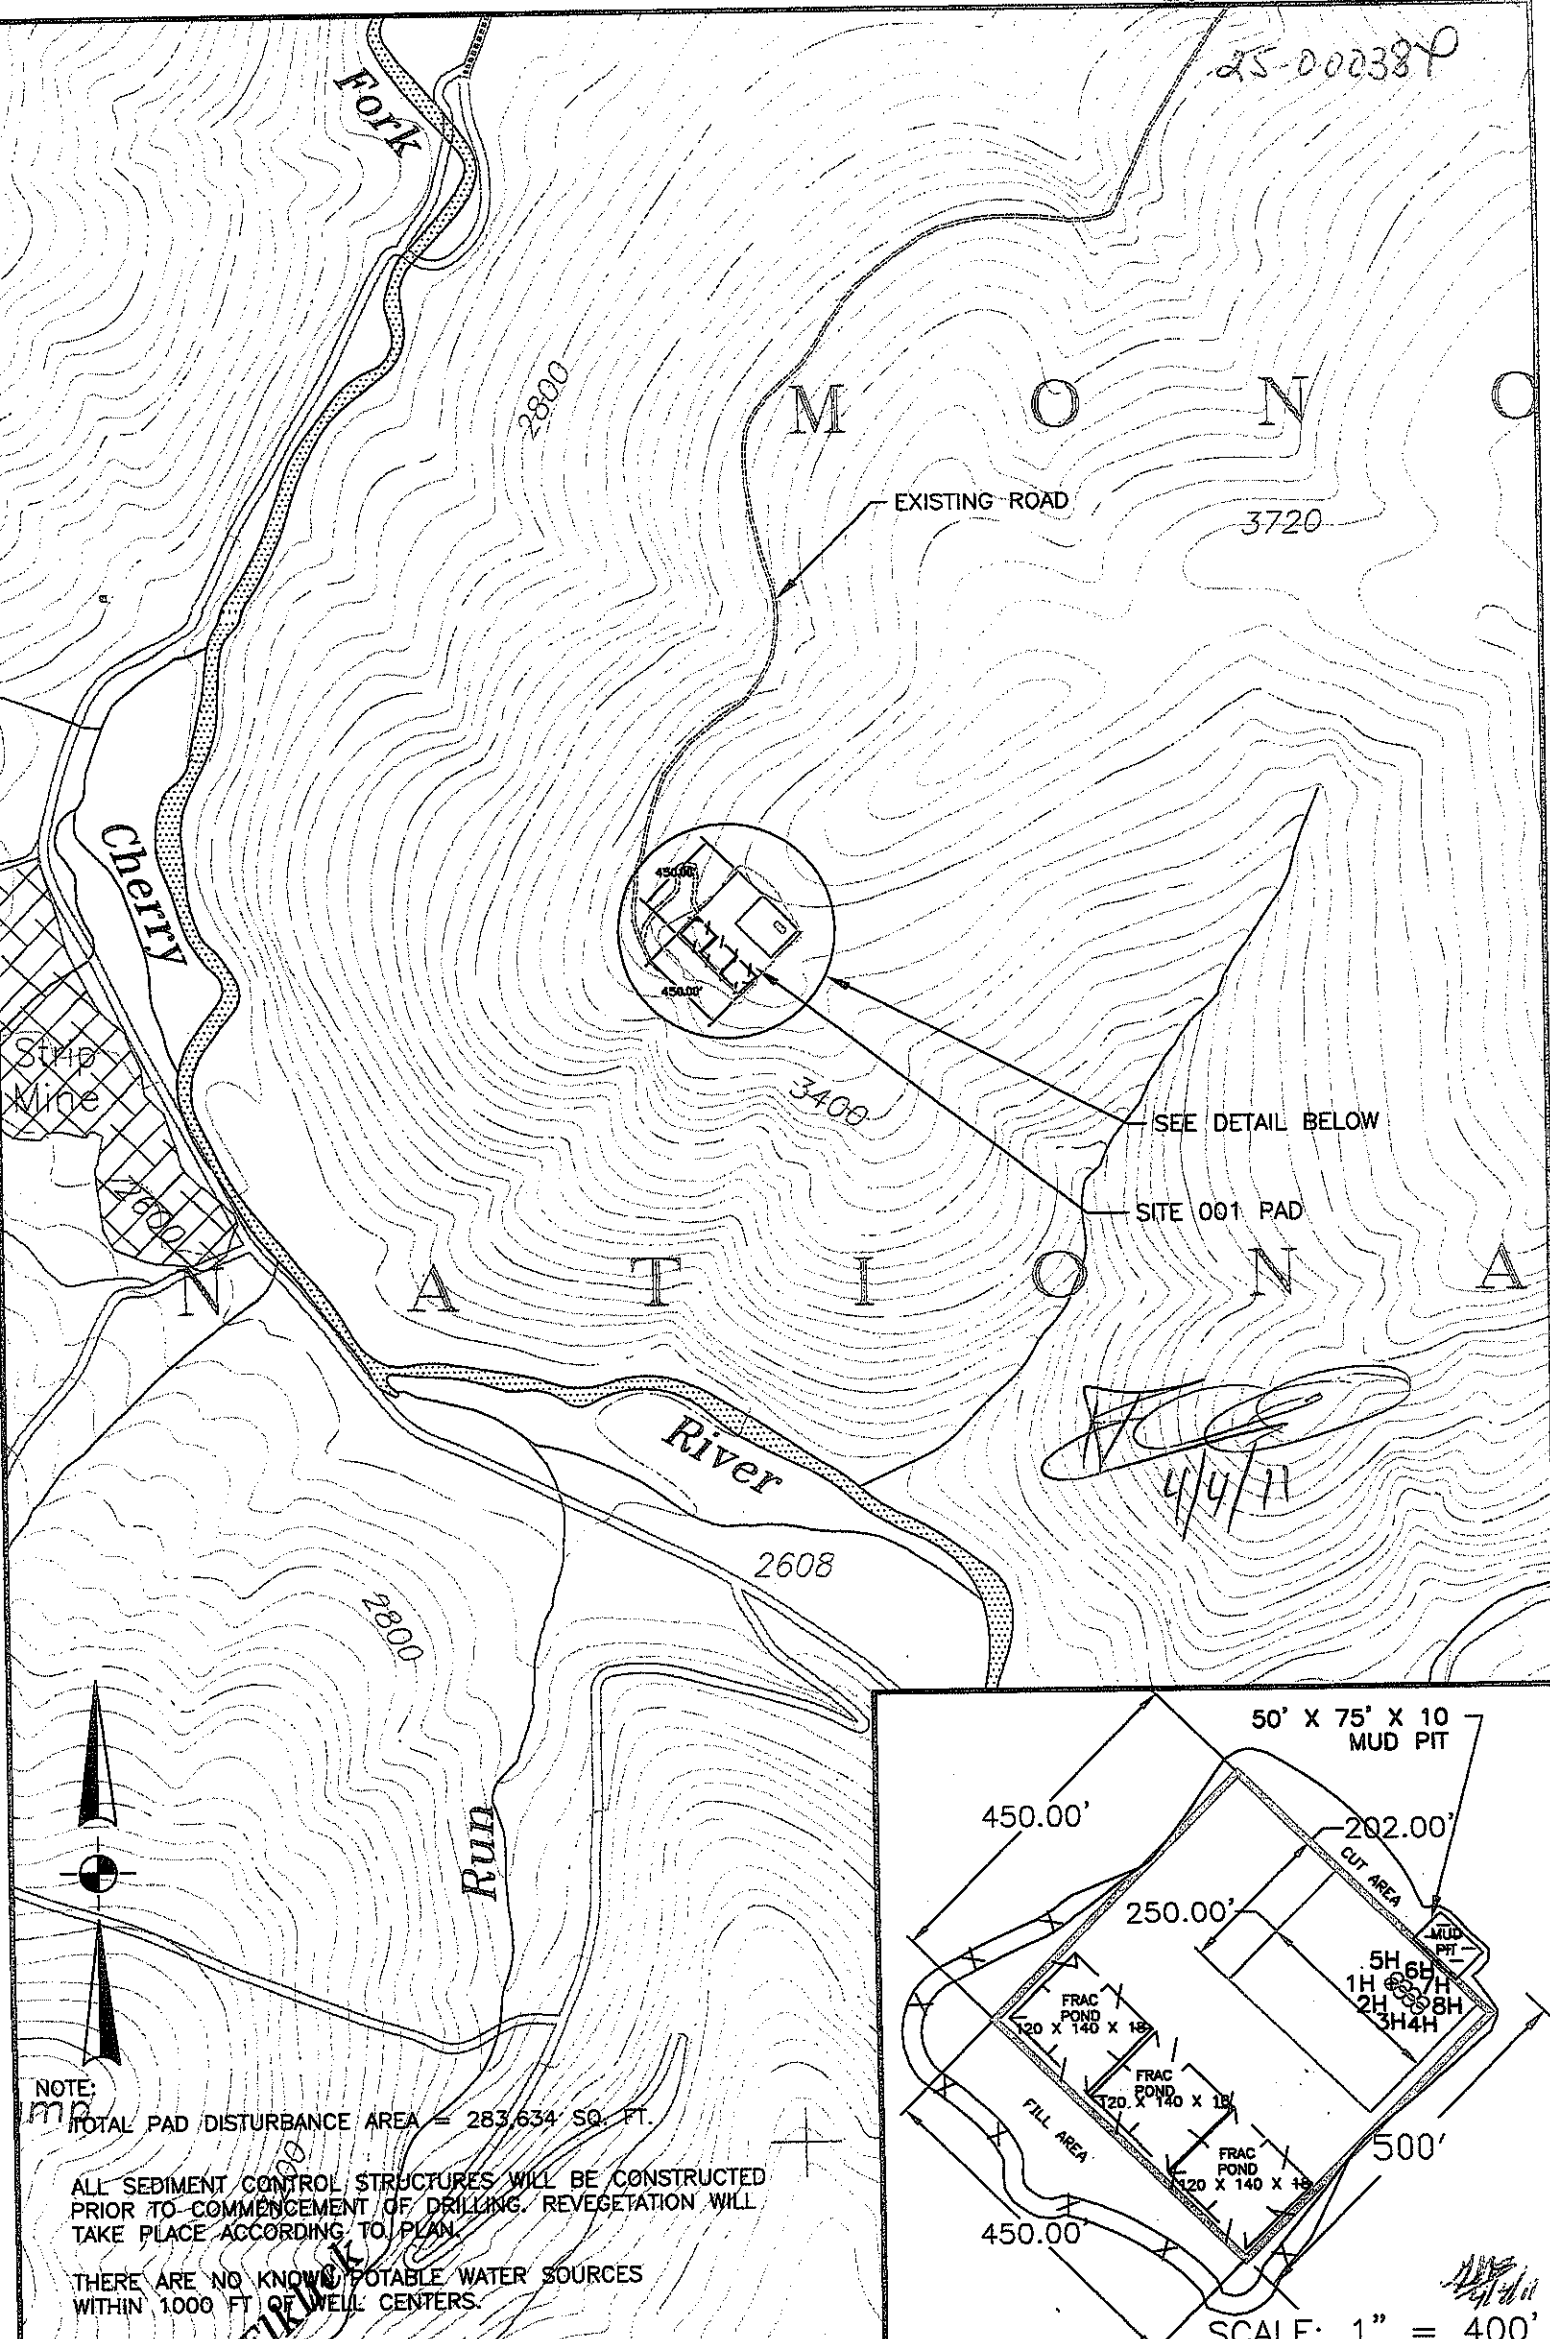 25-00038P
Fork
2800
M O N O
EXISTING ROAD
3720
Cherry
450.00'
450.00'
Strip
Mine
3400
SEE DETAIL BELOW
2600
SITE 001 PAD
N A T I O N A
River
4/4/11
2608
2800
Run
50' X 75' X 10
MUD PIT
450.00'
202.00'
CUT AREA
250.00'
MUD
PIT
5H
6H
1H
7H
2H
8H
3H
4H
FRAC
POND
120 X 140 X 18
FRAC
POND
120 X 140 X 18
FRAC
POND
120 X 140 X 18
FILL AREA
500'
450.00'
NOTE:
TOTAL PAD DISTURBANCE AREA = 283,634 SQ. FT.
ALL SEDIMENT CONTROL STRUCTURES WILL BE CONSTRUCTED
PRIOR TO COMMENCEMENT OF DRILLING. REVEGETATION WILL
TAKE PLACE ACCORDING TO PLAN.
THERE ARE NO KNOWN POTABLE WATER SOURCES
WITHIN 1000 FT OF WELL CENTERS.
SCALE: 1" = 400'